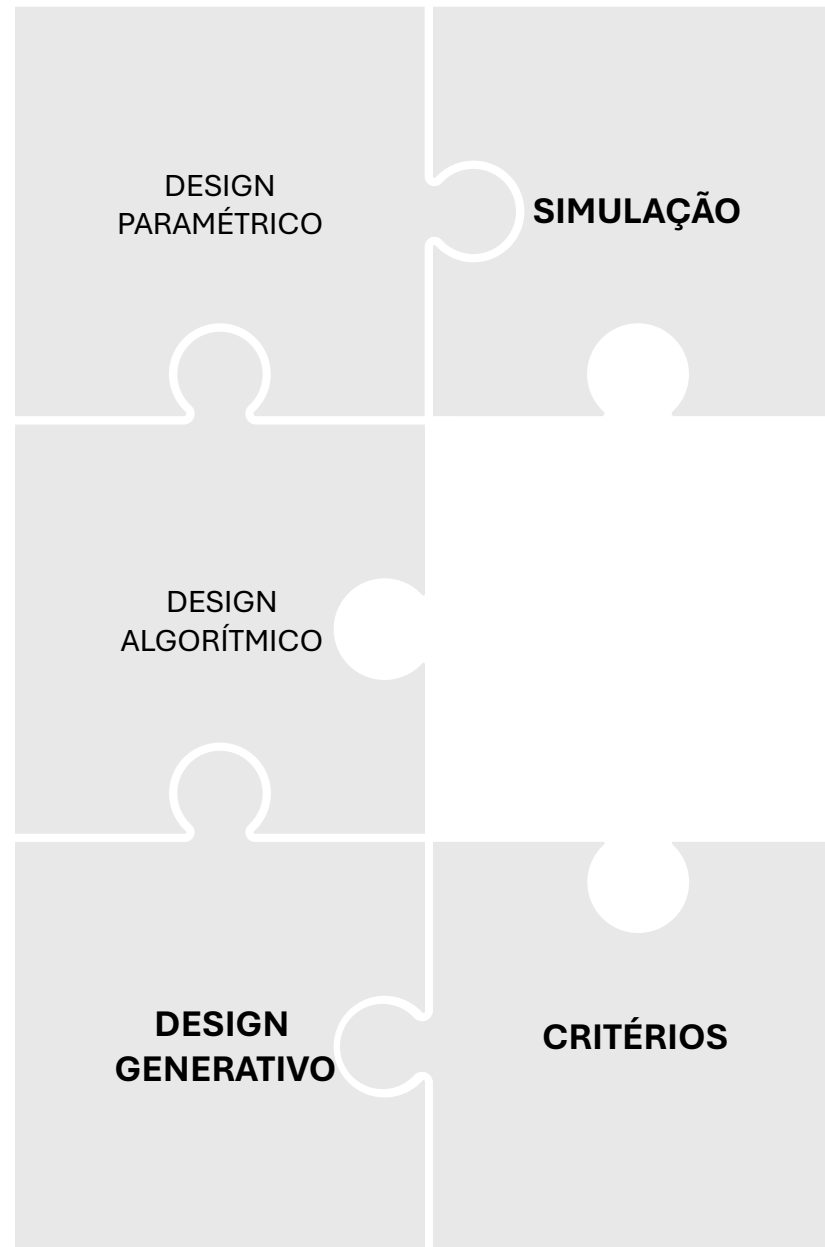 DESIGN
PARAMÉTRICO
SIMULAÇÃO
DESIGN
ALGORÍTMICO
DESIGN
GENERATIVO
CRITÉRIOS